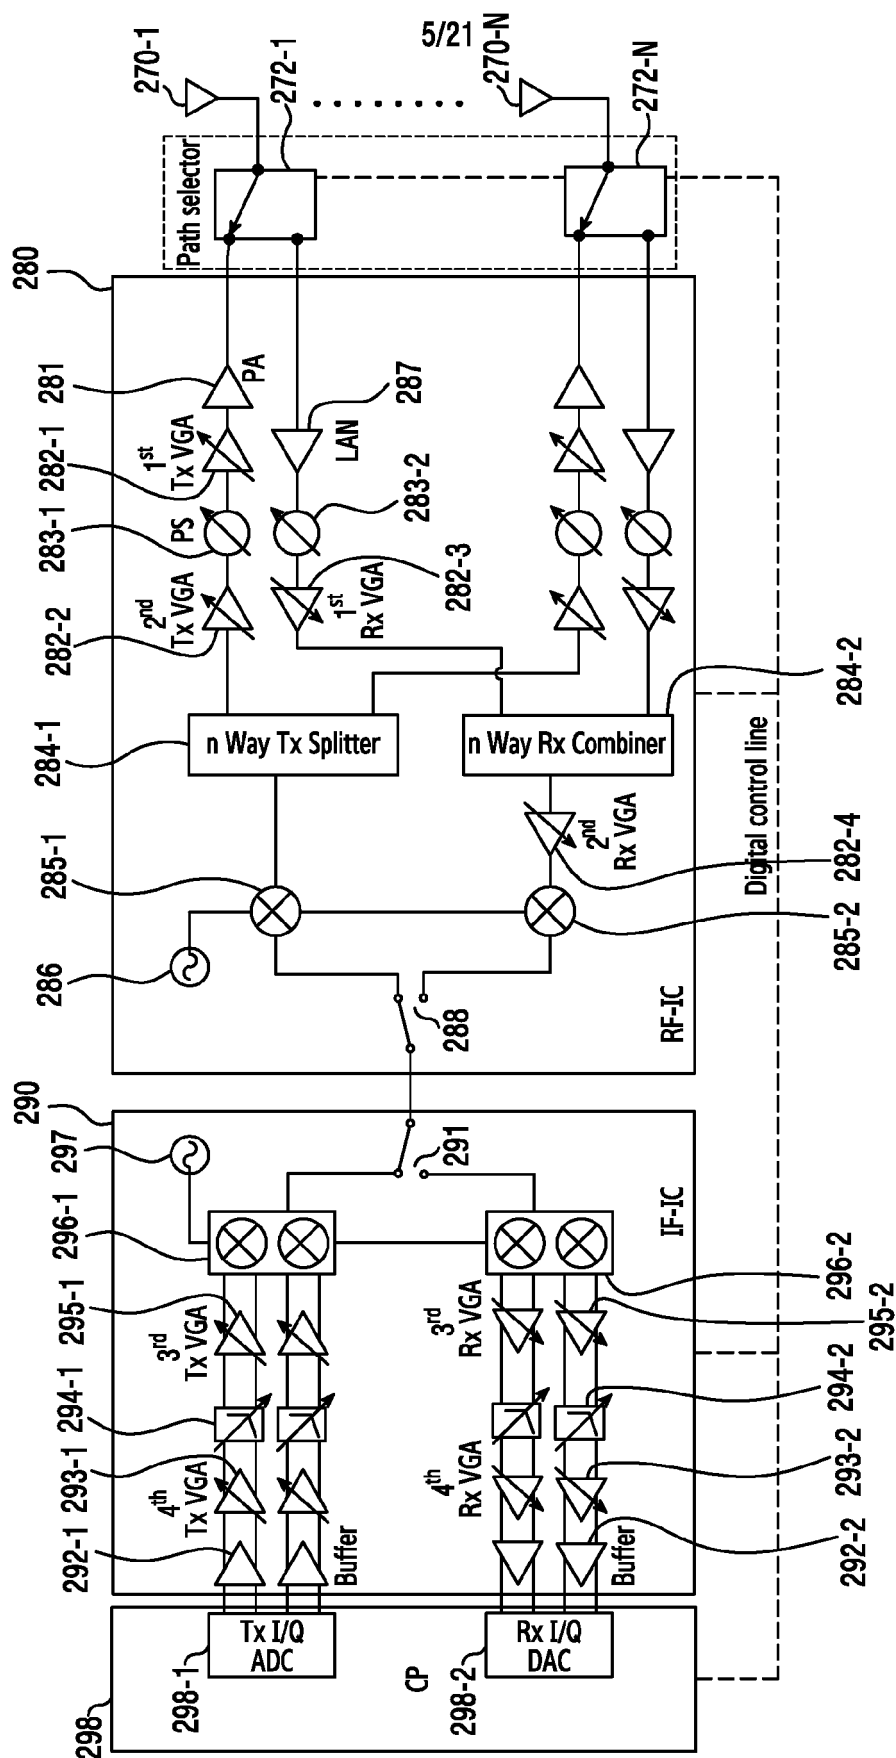 5/21
270-1
270-N
272-1
272-N
Path selector
280
281
PA
282-1
1st
Tx VGA
283-1
PS
282-2
2nd
Tx VGA
287
LAN
283-2
282-3
1st
Rx VGA
284-1
n Way Tx Splitter
n Way Rx Combiner
284-2
285-1
2nd
Rx VGA
282-4
285-2
286
288
RF-IC
Digital control line
290
297
291
IF-IC
296-1
296-2
295-1
3rd
Tx VGA
3rd
Rx VGA
295-2
294-1
294-2
293-1
4th
Tx VGA
4th
Rx VGA
293-2
292-1
Buffer
Buffer
292-2
298
Tx I/Q
ADC
298-1
Rx I/Q
DAC
298-2
CP